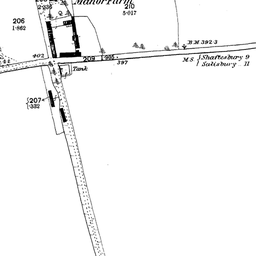 Manor Farm
206
1·862
210
5·017
B.M. 392·3
402
209
1·995
397
M.S.
Shaftesbury 9
Salisbury 11
Tank
207
1·332